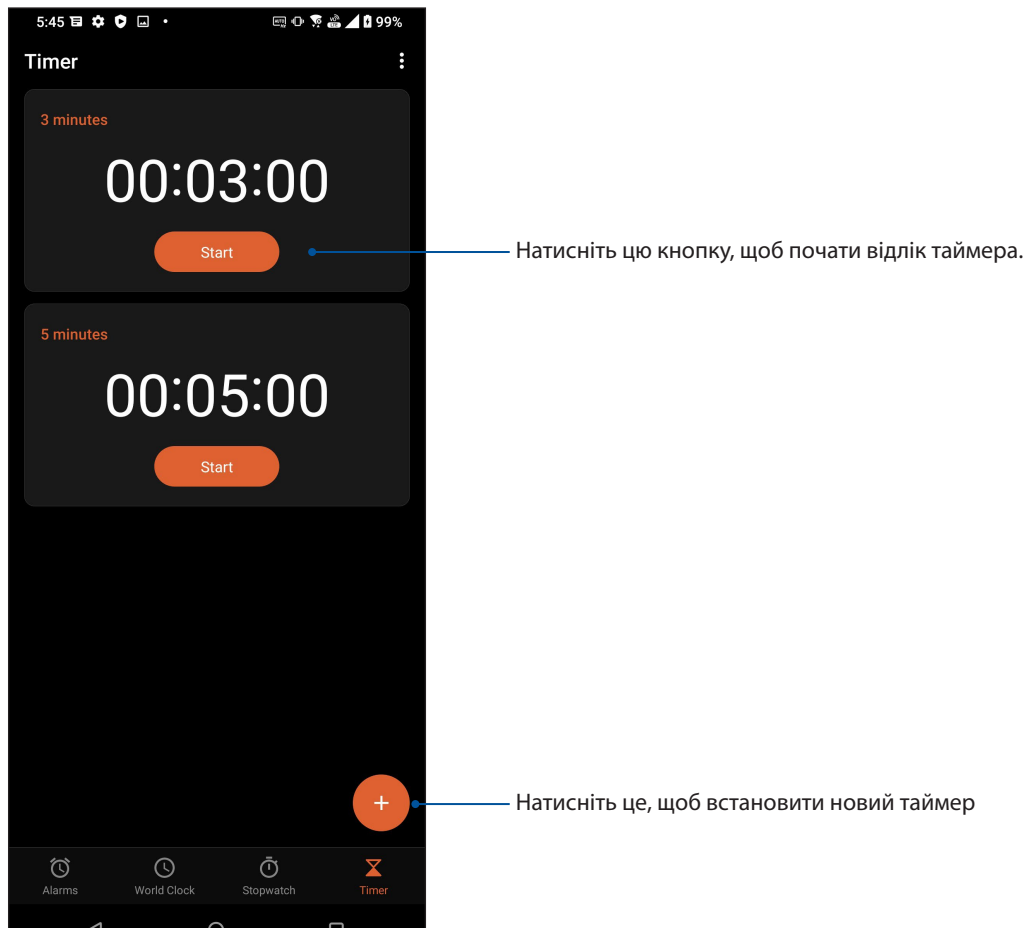 5:45 99%
Timer
3 minutes
00:03:00
Start
Натисніть цю кнопку, щоб почати відлік таймера.
5 minutes
00:05:00
Start
+
Натисніть це, щоб встановити новий таймер
Alarms World Clock Stopwatch Timer